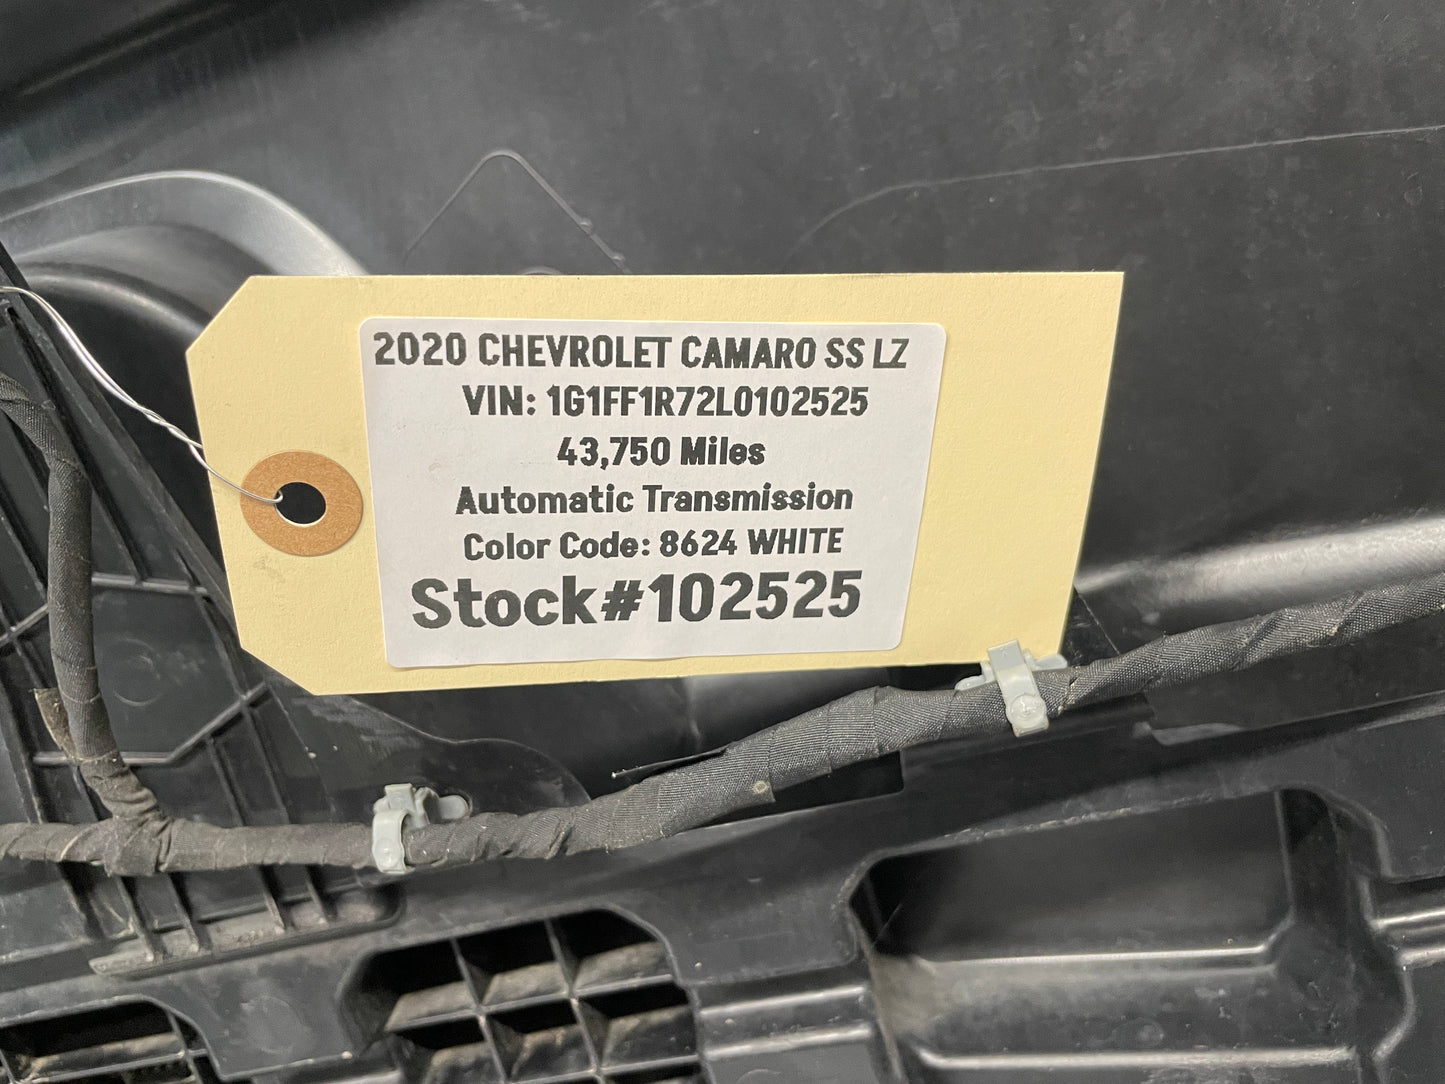 2020 CHEVROLET CAMARO SS LZ
VIN: 1G1FF1R72L0102525
43,750 Miles
Automatic Transmission
Color Code: 8624 WHITE
Stock#102525